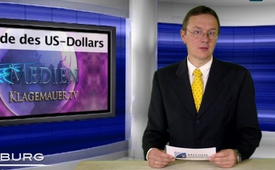 de des US-Dollars
MEDIEN
KLAGEMAUER.TV
BURG